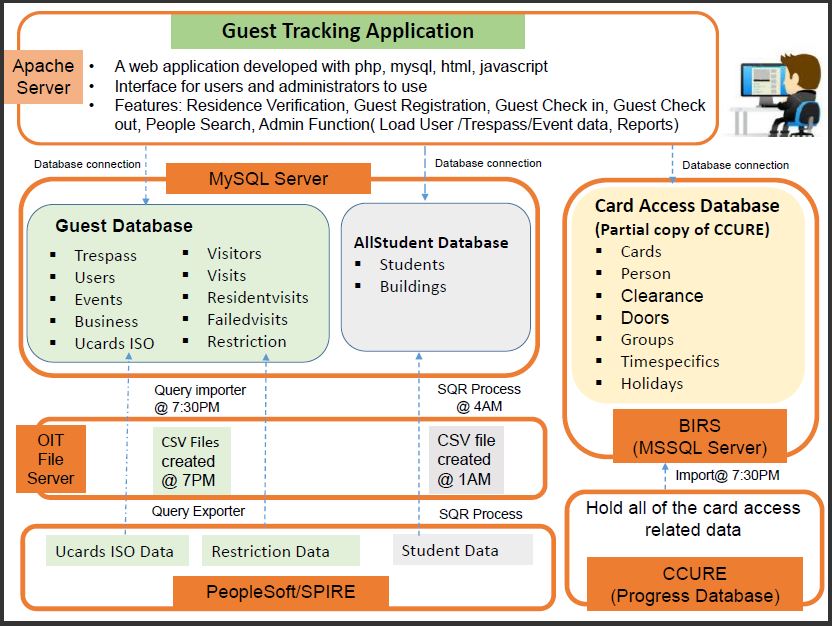 Guest Tracking Application
Apache
Server
• A web application developed with php, mysql, html, javascript
• Interface for users and administrators to use
• Features: Residence Verification, Guest Registration, Guest Check in, Guest Check
out, People Search, Admin Function( Load User /Trespass/Event data, Reports)
Database connection
Database connection
Database connection
MySQL Server
Guest Database
▪ Trespass
▪ Users
▪ Events
▪ Business
▪ Ucards ISO
▪ Visitors
▪ Visits
▪ Residentvisits
▪ Failedvisits
▪ Restriction
AllStudent Database
▪ Students
▪ Buildings
Card Access Database
(Partial copy of CCURE)
▪ Cards
▪ Person
▪ Clearance
▪ Doors
▪ Groups
▪ Timespecifics
▪ Holidays
BIRS
(MSSQL Server)
Query importer
@ 7:30PM
SQR Process
@ 4AM
OIT
File
Server
CSV Files
created
@ 7PM
CSV file
created
@ 1AM
Import@ 7:30PM
Query Exporter
SQR Process
Ucards ISO Data
Restriction Data
Student Data
PeopleSoft/SPIRE
Hold all of the card access
related data
CCURE
(Progress Database)